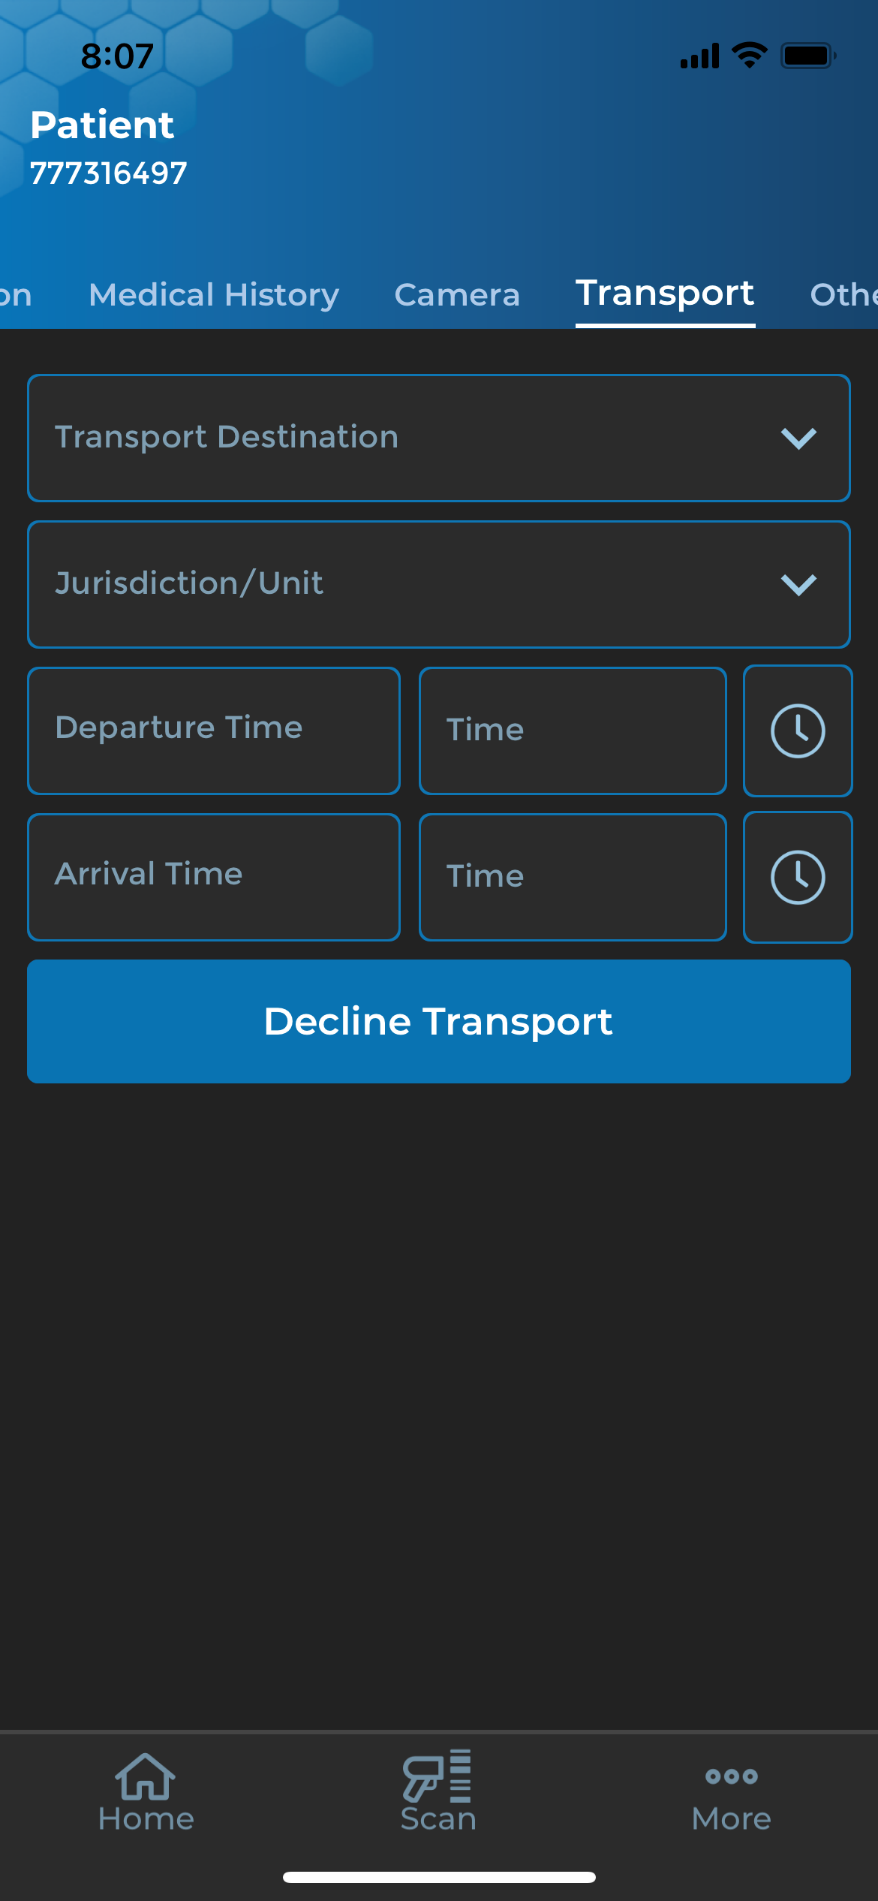 8:07
Patient
777316497
on Medical History Camera Transport Othe
Transport Destination
Jurisdiction/Unit
Departure Time Time
Arrival Time Time
Decline Transport
Home Scan More